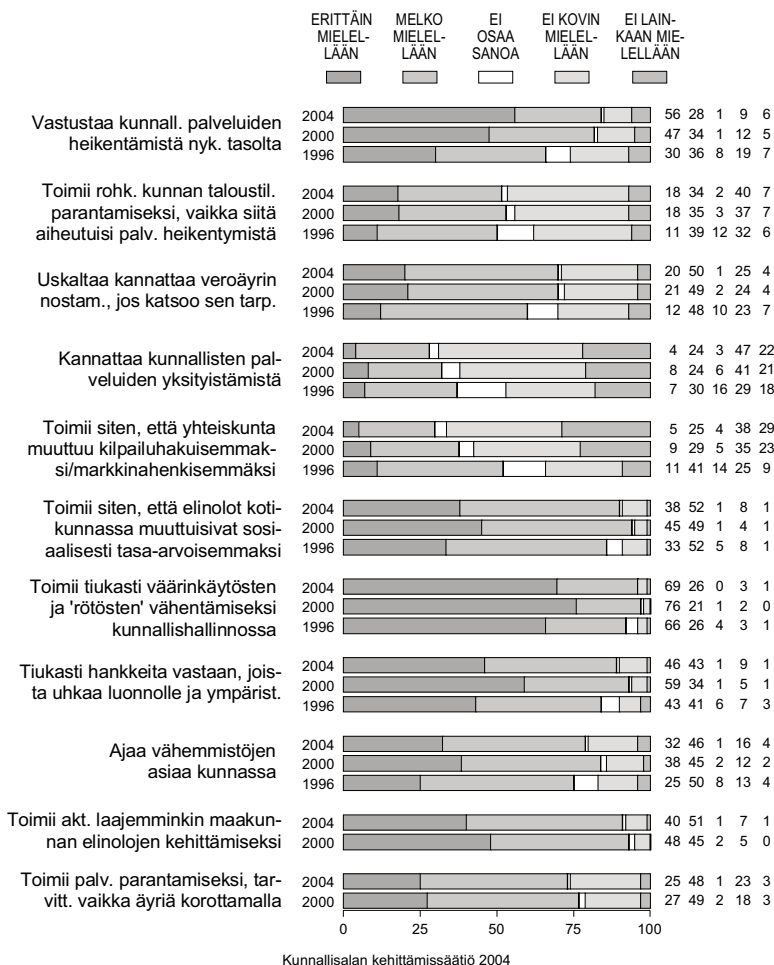 ERITTÄIN MIELEL- LÄÄN
MELKO MIELEL- LÄÄN
EI OSAA SANOA
EI KOVIN MIELEL- LÄÄN
EI LAIN- KAAN MIE- LELLÄÄN
Vastustaa kunnall. palveluiden
heikentämistä nyk. tasolta
2004 56 28 1 9 6
2000 47 34 1 12 5
1996 30 36 8 19 7
Toimii rohk. kunnan taloustil.
parantamiseksi, vaikka siitä
aiheutuisi palv. heikentymistä
2004 18 34 2 40 7
2000 18 35 3 37 7
1996 11 39 12 32 6
Uskaltaa kannattaa veroäyrin
nostam., jos katsoo sen tarp.
2004 20 50 1 25 4
2000 21 49 2 24 4
1996 12 48 10 23 7
Kannattaa kunnallisten pal-
veluiden yksityistämistä
2004 4 24 3 47 22
2000 8 24 6 41 21
1996 7 30 16 29 18
Toimii siten, että yhteiskunta
muuttuu kilpailuhakuisemmak-
si/markkinahenkisemmäksi
2004 5 25 4 38 29
2000 9 29 5 35 23
1996 11 41 14 25 9
Toimii siten, että elinolot koti-
kunnassa muuttuisivat sosi-
aalisesti tasa-arvoisemmaksi
2004 38 52 1 8 1
2000 45 49 1 4 1
1996 33 52 5 8 1
Toimii tiukasti väärinkäytösten
ja 'rötösten' vähentämiseksi
kunnallishallinnossa
2004 69 26 0 3 1
2000 76 21 1 2 0
1996 66 26 4 3 1
Tiukasti hankkeita vastaan, jois-
ta uhkaa luonnolle ja ympärist.
2004 46 43 1 9 1
2000 59 34 1 5 1
1996 43 41 6 7 3
Ajaa vähemmistöjen
asiaa kunnassa
2004 32 46 1 16 4
2000 38 45 2 12 2
1996 25 50 8 13 4
Toimii akt. laajemminkin maakun-
nan elinolojen kehittämiseksi
2004 40 51 1 7 1
2000 48 45 2 5 0
Toimii palv. parantamiseksi, tar-
vitt. vaikka äyriä korottamalla
2004 25 48 1 23 3
2000 27 49 2 18 3
0 25 50 75 100
Kunnallisalan kehittämissäätiö 2004